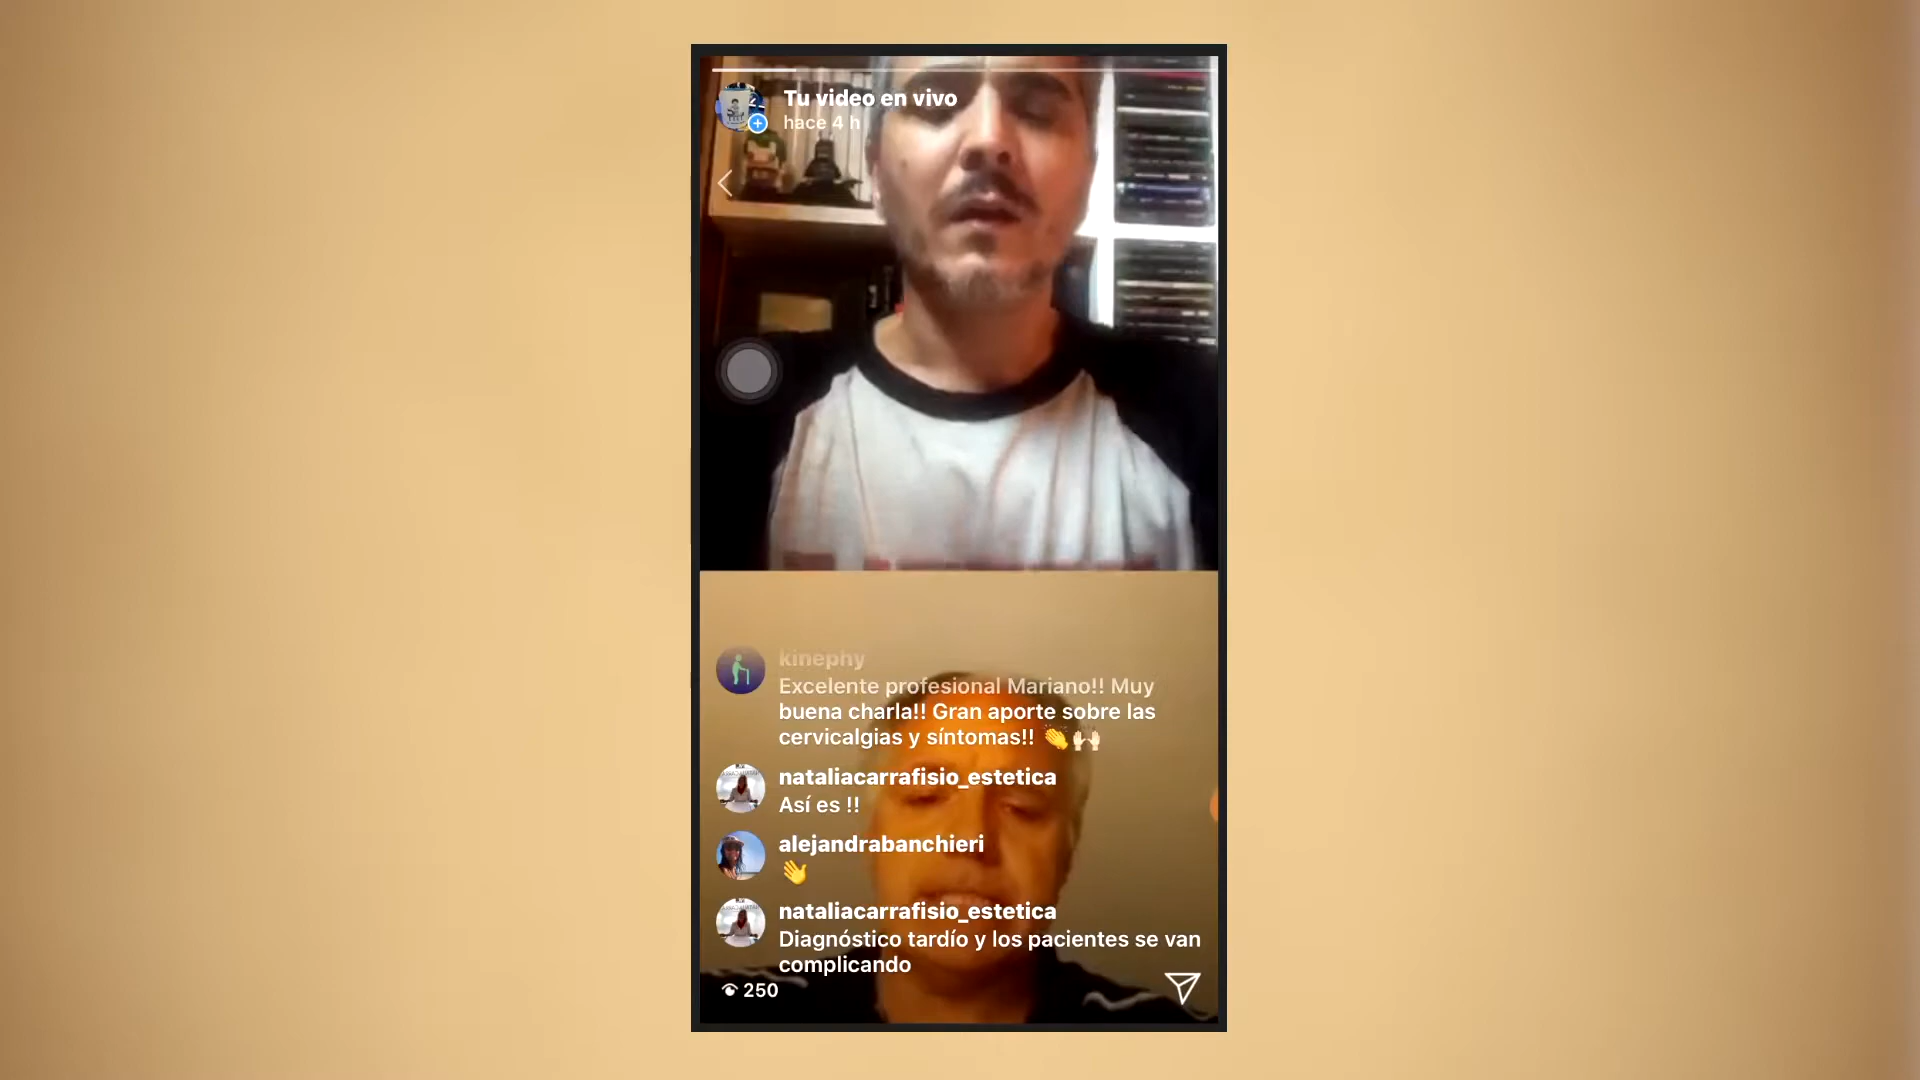 Tu video en vivo
hace 4 h
kinephy
Excelente profesional Mariano!! Muy
buena charla!! Gran aporte sobre las
cervicalgias y síntomas!! 👏🙌🏻
nataliacarrafisio_estetica
Así es !!
alejandrabanchieri
👋
nataliacarrafisio_estetica
Diagnóstico tardío y los pacientes se van
complicando
250